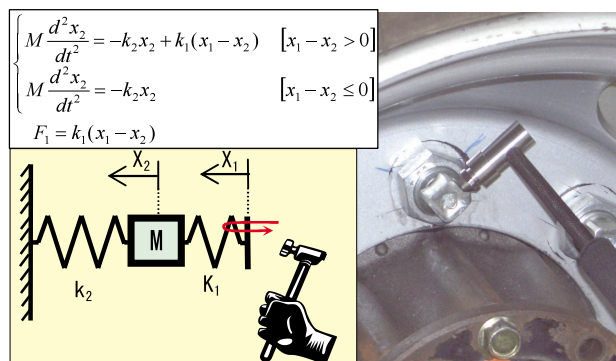 M d²x₂/dt² = -k₂x₂ + k₁(x₁ - x₂) [x₁ - x₂ > 0]
M d²x₂/dt² = -k₂x₂ [x₁ - x₂ ≤ 0]
F₁ = k₁(x₁ - x₂)
X₂ X₁
M
k₂ K₁